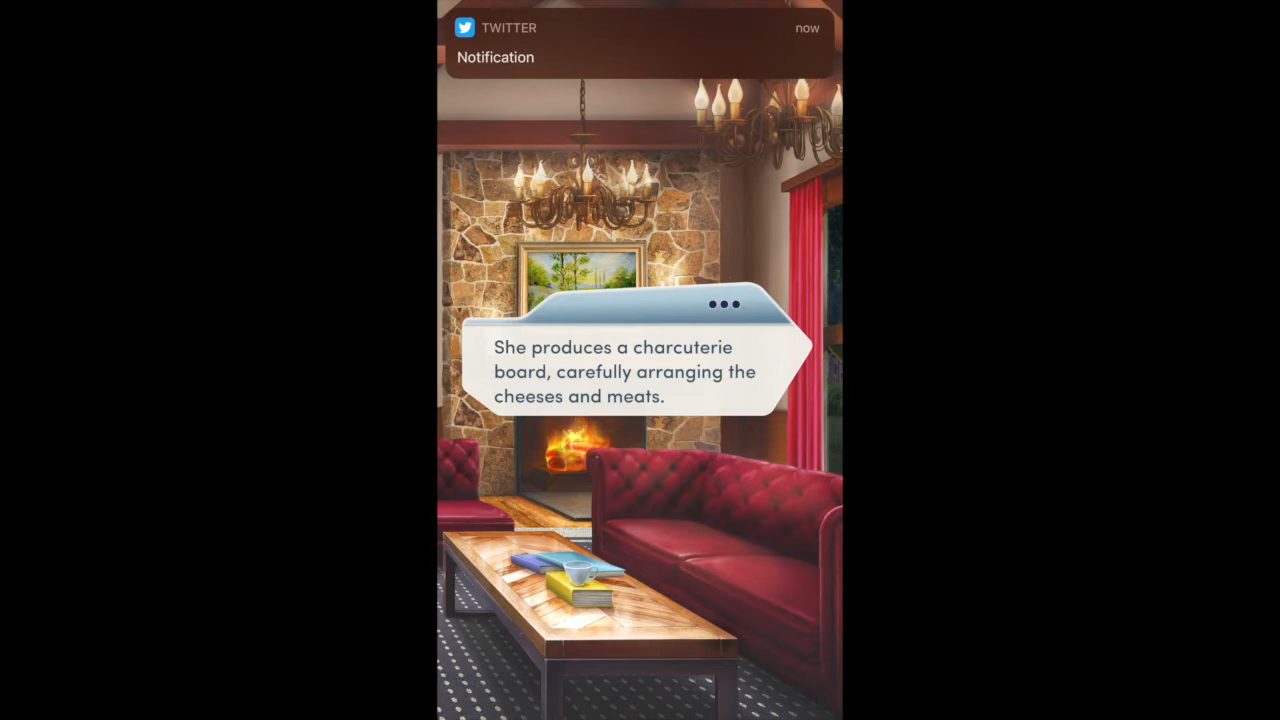 TWITTER now
Notification
She produces a charcuterie
board, carefully arranging the
cheeses and meats.